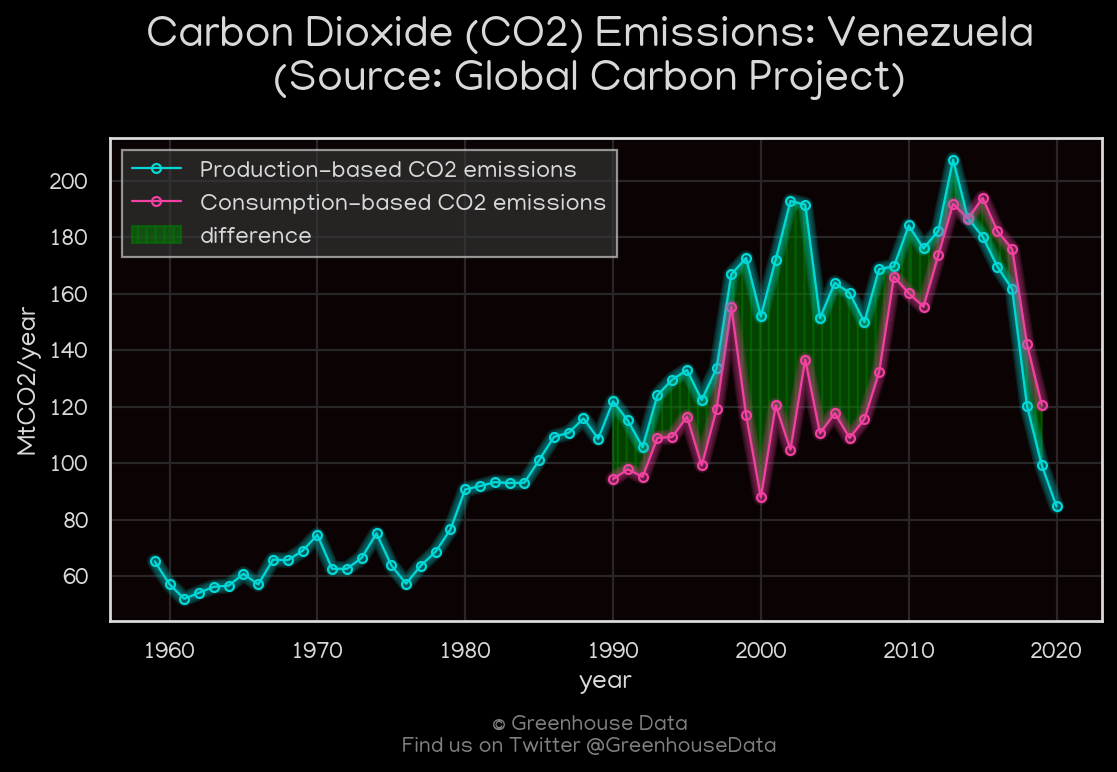 Carbon Dioxide (CO2) Emissions: Venezuela
(Source: Global Carbon Project)
Production-based CO2 emissions
Consumption-based CO2 emissions
difference
MtCO2/year
200
180
160
140
120
100
80
60
1960 1970 1980 1990 2000 2010 2020
year
© Greenhouse Data
Find us on Twitter @GreenhouseData